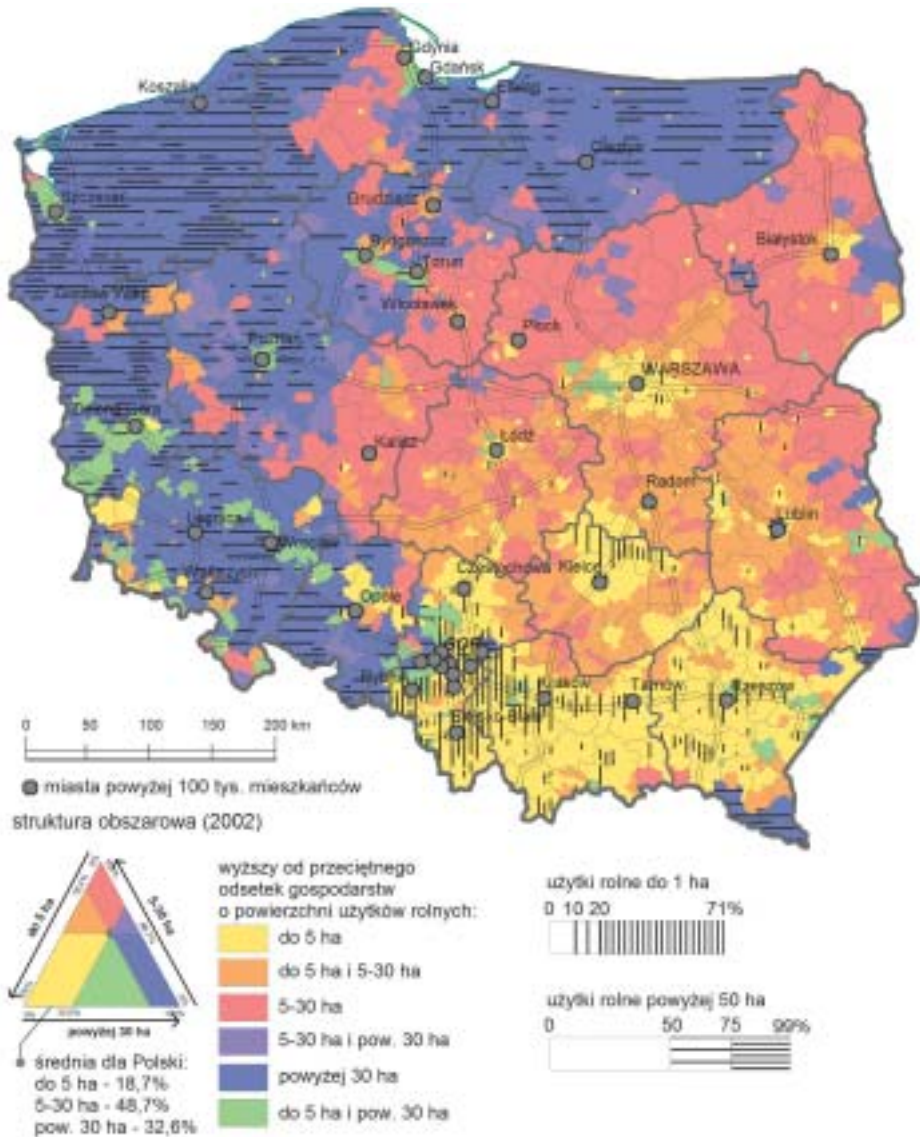 Gdynia
Gdańsk
Koszalin
Elbląg
Olsztyn
Szczecin
Grudziądz
Białystok
Bydgoszcz
Toruń
Gorzów Wlkp.
Włocławek
Płock
Poznań
WARSZAWA
Zielona Góra
Kalisz
Łódź
Radom
Legnica
Wrocław
Lublin
Wałbrzych
Częstochowa
Kielce
Opole
Rybnik
Kraków
Tarnów
Rzeszów
Bielsko-Biała
0 50 100 150 200 km
miasta powyżej 100 tys. mieszkańców
struktura obszarowa (2002)
do 5 ha
5-30 ha
powyżej 30 ha
średnia dla Polski:
do 5 ha - 18,7%
5-30 ha - 48,7%
pow. 30 ha - 32,6%
wyższy od przeciętnego
odsetek gospodarstw
o powierzchni użytków rolnych:
do 5 ha
do 5 ha i 5-30 ha
5-30 ha
5-30 ha i pow. 30 ha
powyżej 30 ha
do 5 ha i pow. 30 ha
użytki rolne do 1 ha
0 10 20 71%
użytki rolne powyżej 50 ha
0 50 75 99%